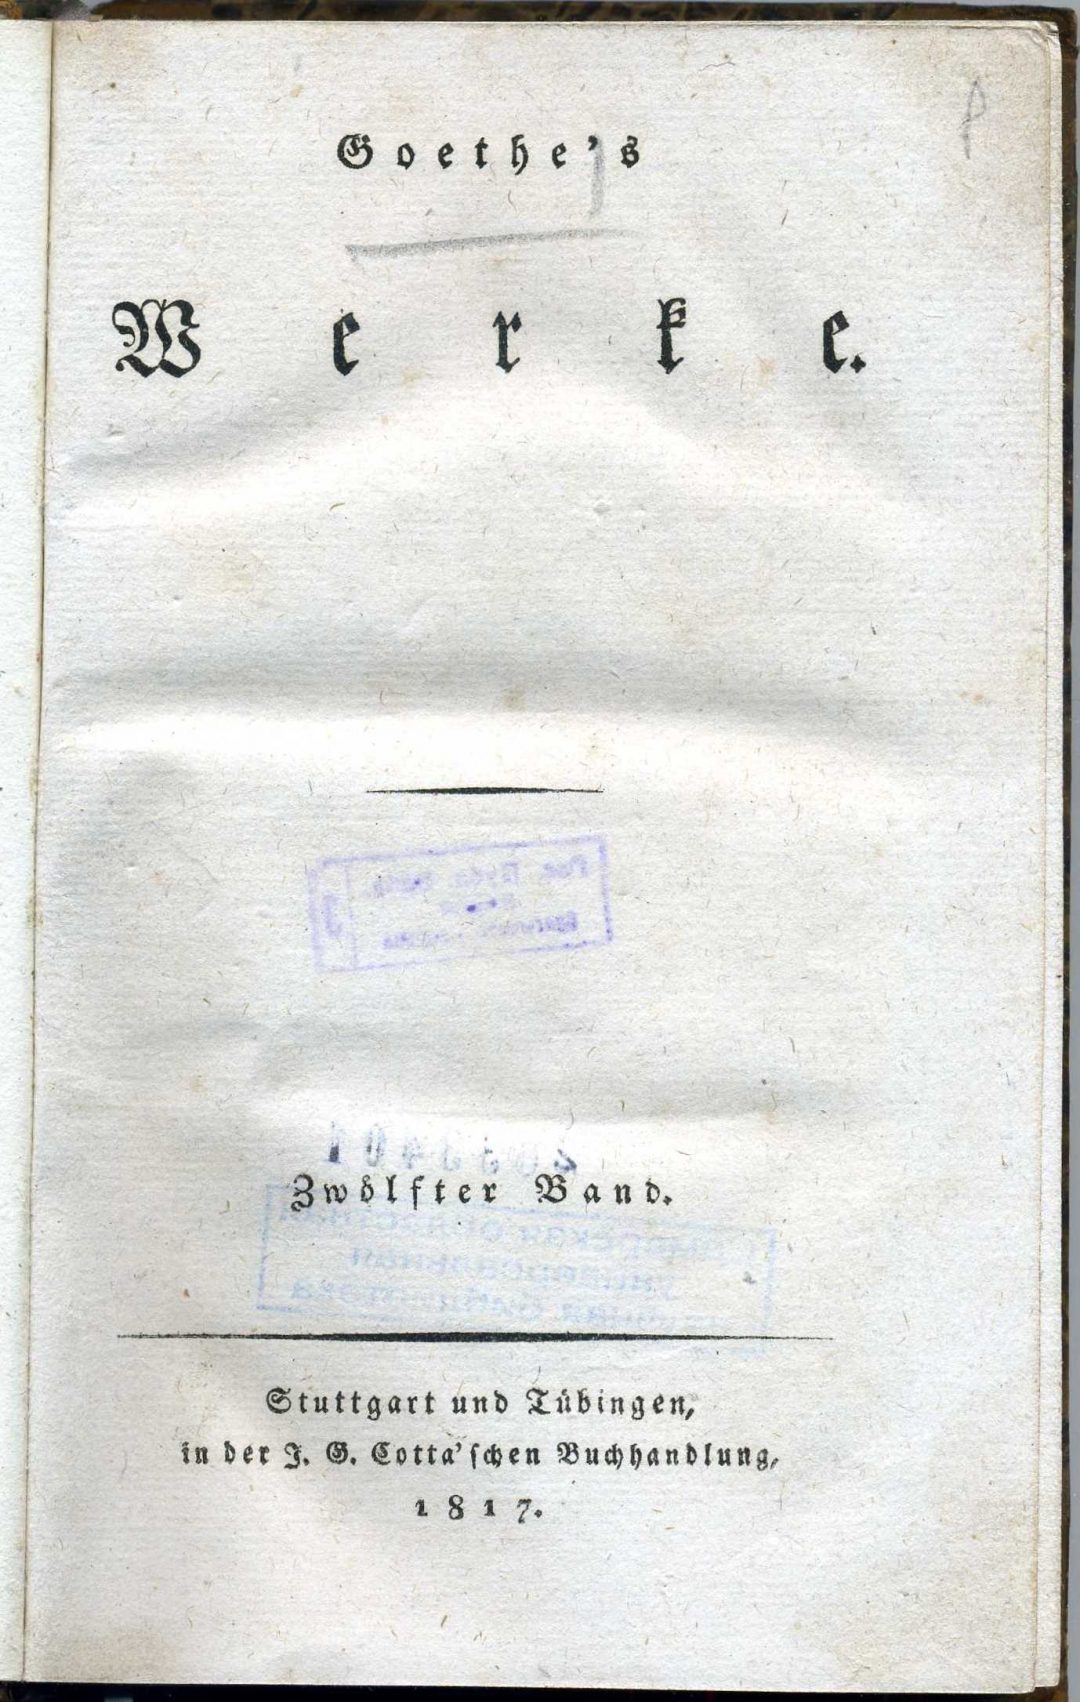 Goethe's
Werke.
Zwölfter Band.
Stuttgart und Tübingen,
in der J. G. Cotta'schen Buchhandlung,
1817.